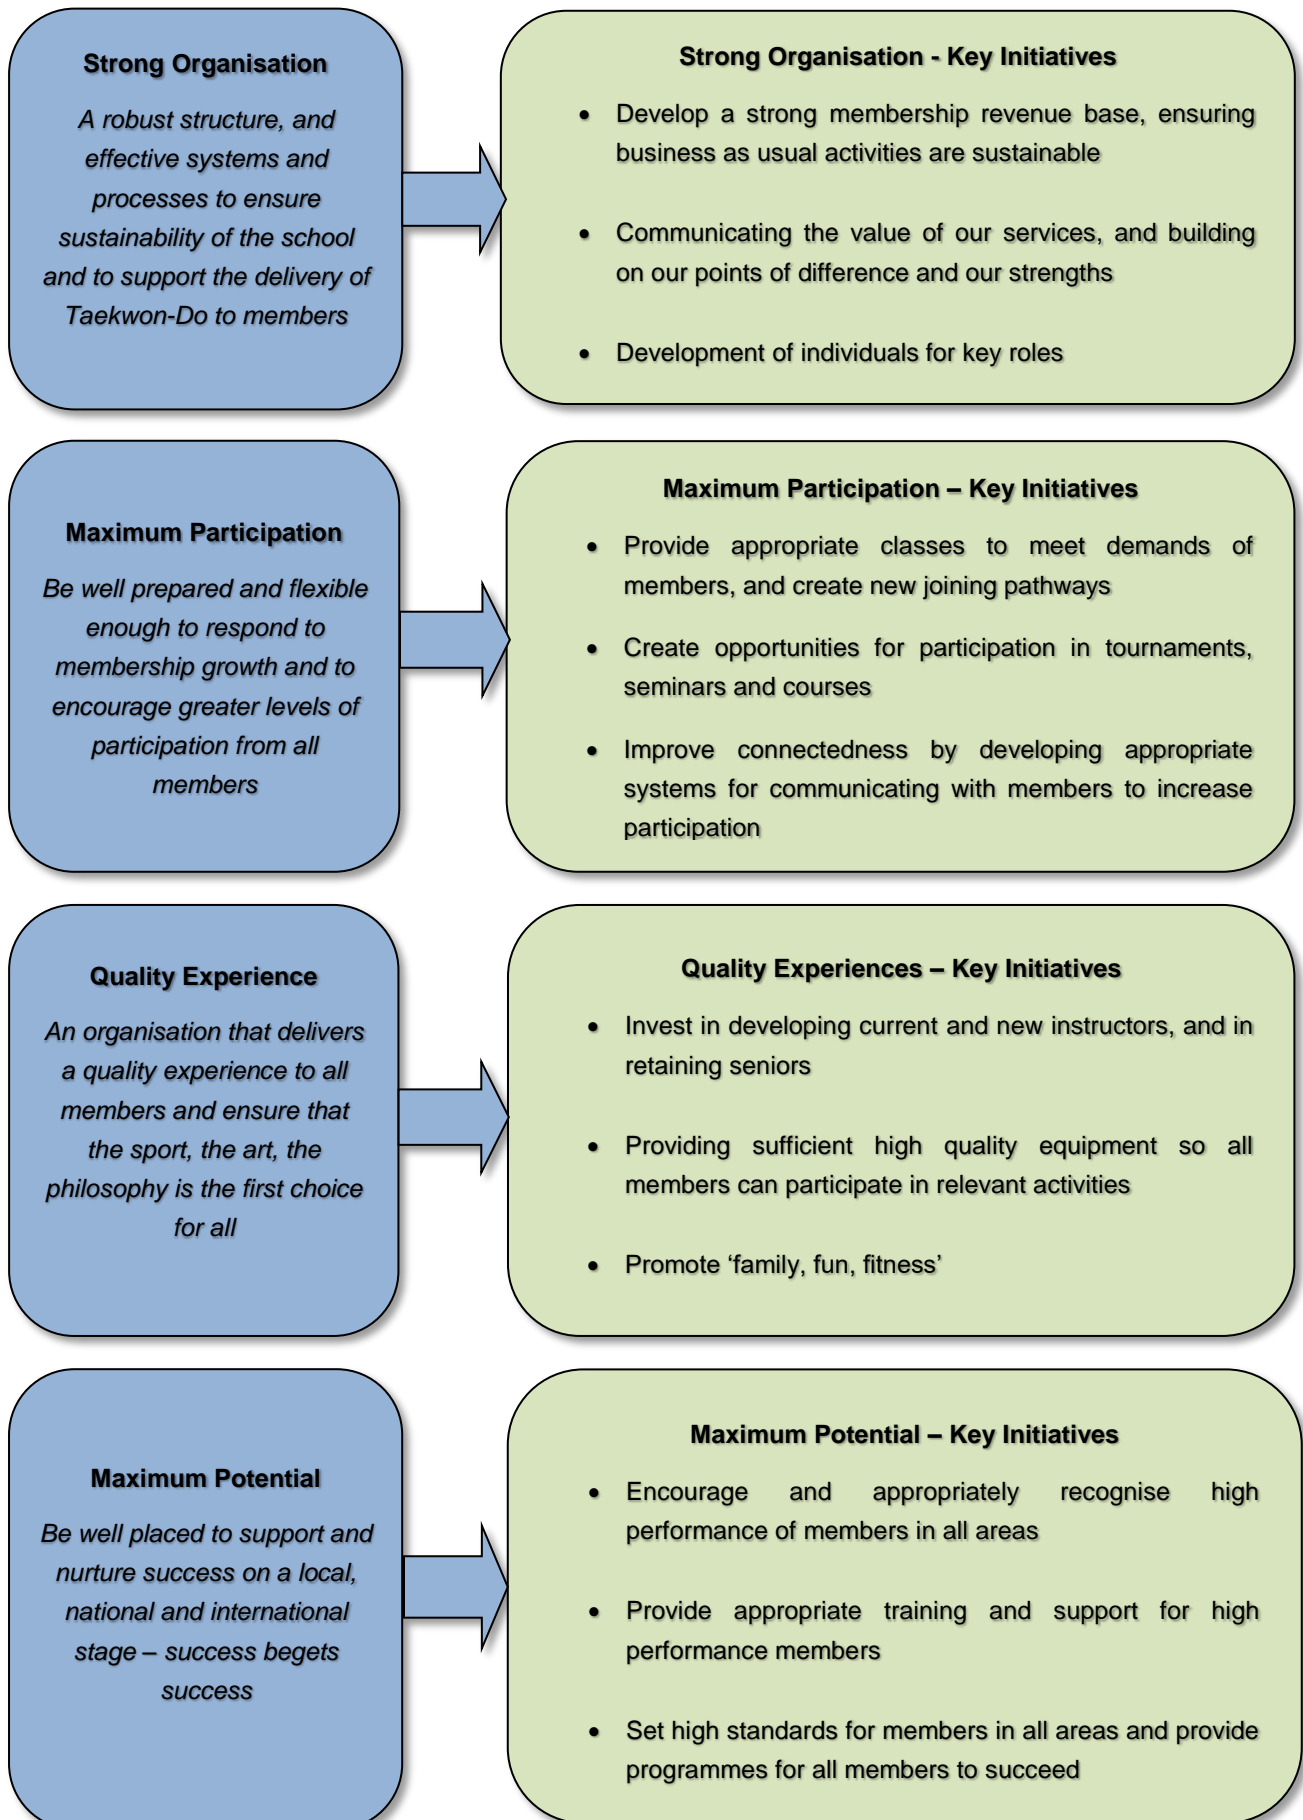 Strong Organisation
A robust structure, and
effective systems and
processes to ensure
sustainability of the school
and to support the delivery of
Taekwon-Do to members
Strong Organisation - Key Initiatives
• Develop a strong membership revenue base, ensuring
business as usual activities are sustainable
• Communicating the value of our services, and building
on our points of difference and our strengths
• Development of individuals for key roles
Maximum Participation
Be well prepared and flexible
enough to respond to
membership growth and to
encourage greater levels of
participation from all
members
Maximum Participation – Key Initiatives
• Provide appropriate classes to meet demands of
members, and create new joining pathways
• Create opportunities for participation in tournaments,
seminars and courses
• Improve connectedness by developing appropriate
systems for communicating with members to increase
participation
Quality Experience
An organisation that delivers
a quality experience to all
members and ensure that
the sport, the art, the
philosophy is the first choice
for all
Quality Experiences – Key Initiatives
• Invest in developing current and new instructors, and in
retaining seniors
• Providing sufficient high quality equipment so all
members can participate in relevant activities
• Promote ‘family, fun, fitness’
Maximum Potential
Be well placed to support and
nurture success on a local,
national and international
stage – success begets
success
Maximum Potential – Key Initiatives
• Encourage and appropriately recognise high
performance of members in all areas
• Provide appropriate training and support for high
performance members
• Set high standards for members in all areas and provide
programmes for all members to succeed